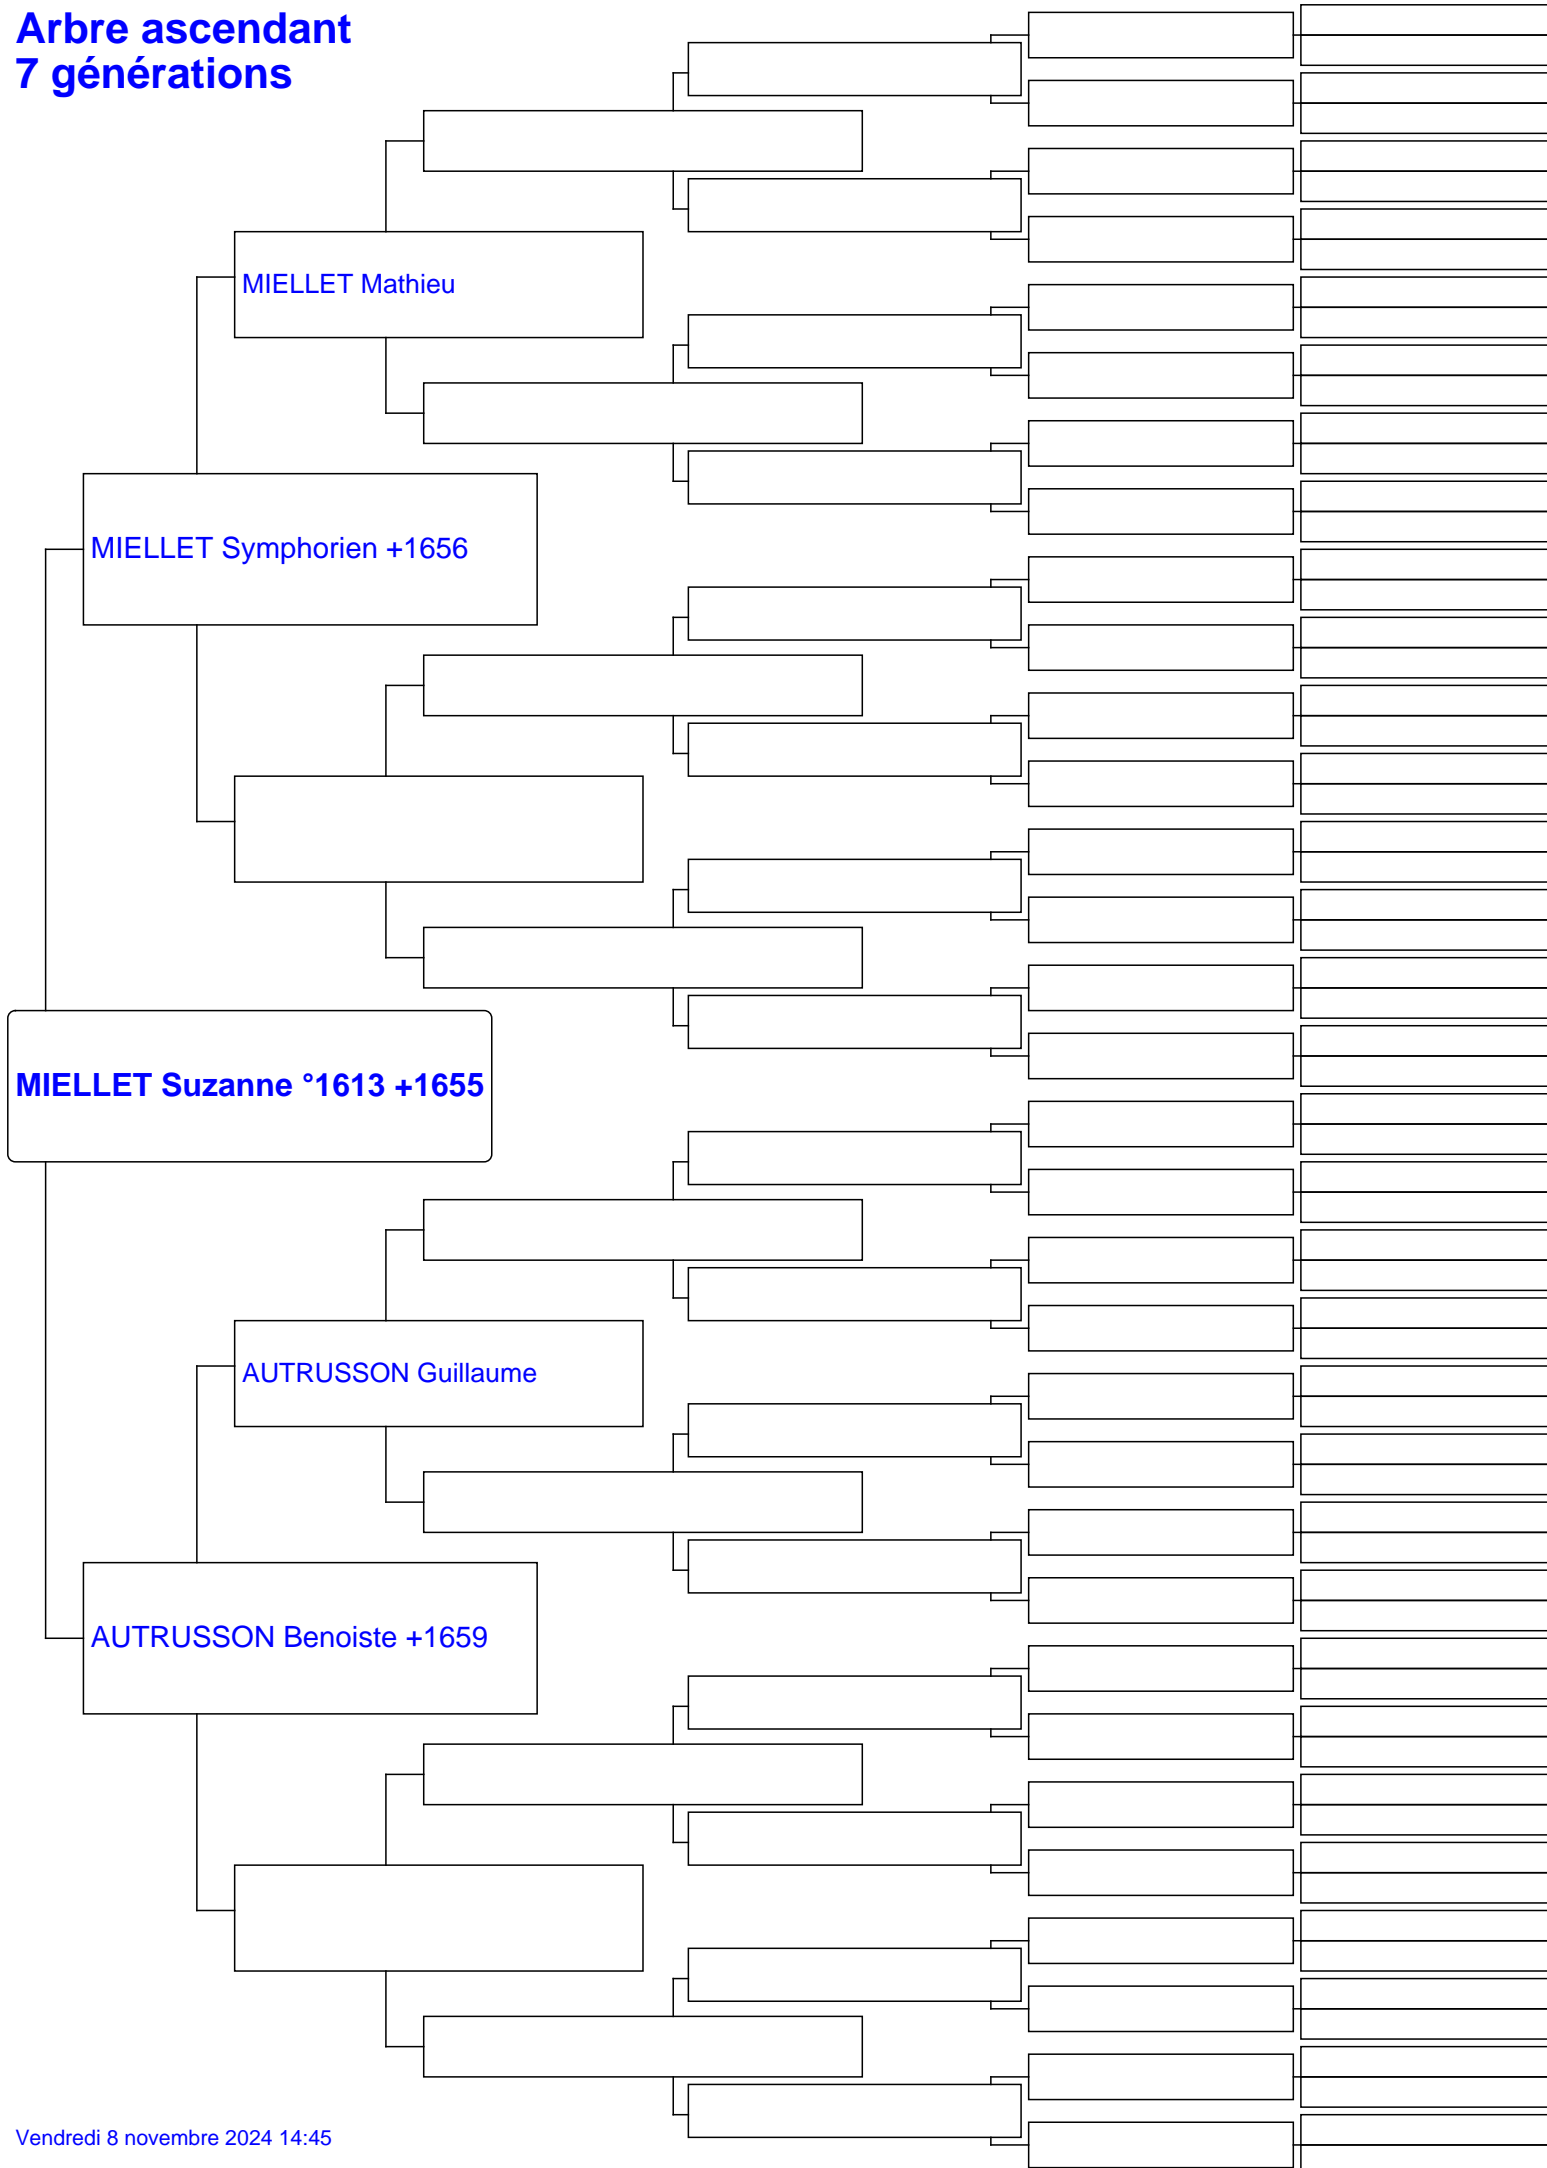 Arbre ascendant
7 générations
MIELLET Mathieu
MIELLET Symphorien +1656
MIELLET Suzanne °1613 +1655
AUTRUSSON Guillaume
AUTRUSSON Benoiste +1659
Vendredi 8 novembre 2024 14:45